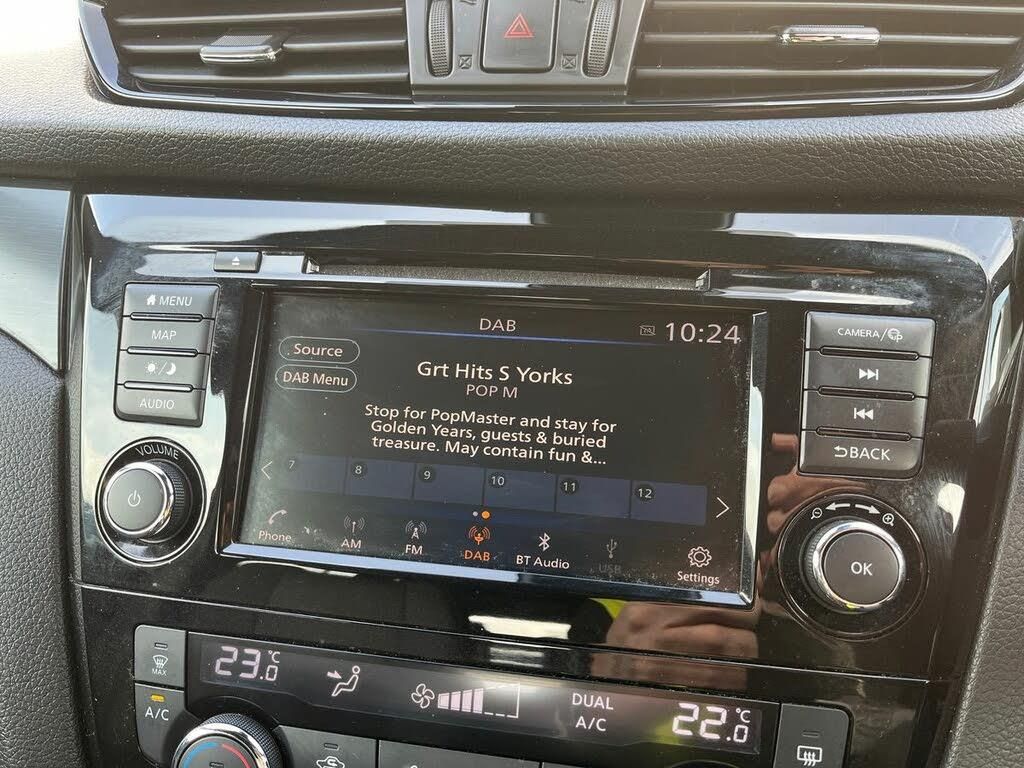 MENU
MAP
AUDIO
VOLUME
DAB
10:24
Source
DAB Menu
Grt Hits S Yorks
POP M
Stop for PopMaster and stay for
Golden Years, guests & buried
treasure. May contain fun &...
7 8 9 10 11 12
Phone AM FM DAB BT Audio USB Settings
CAMERA/
BACK
OK
MAX
A/C
23.0 °C
DUAL
A/C
22.0 °C